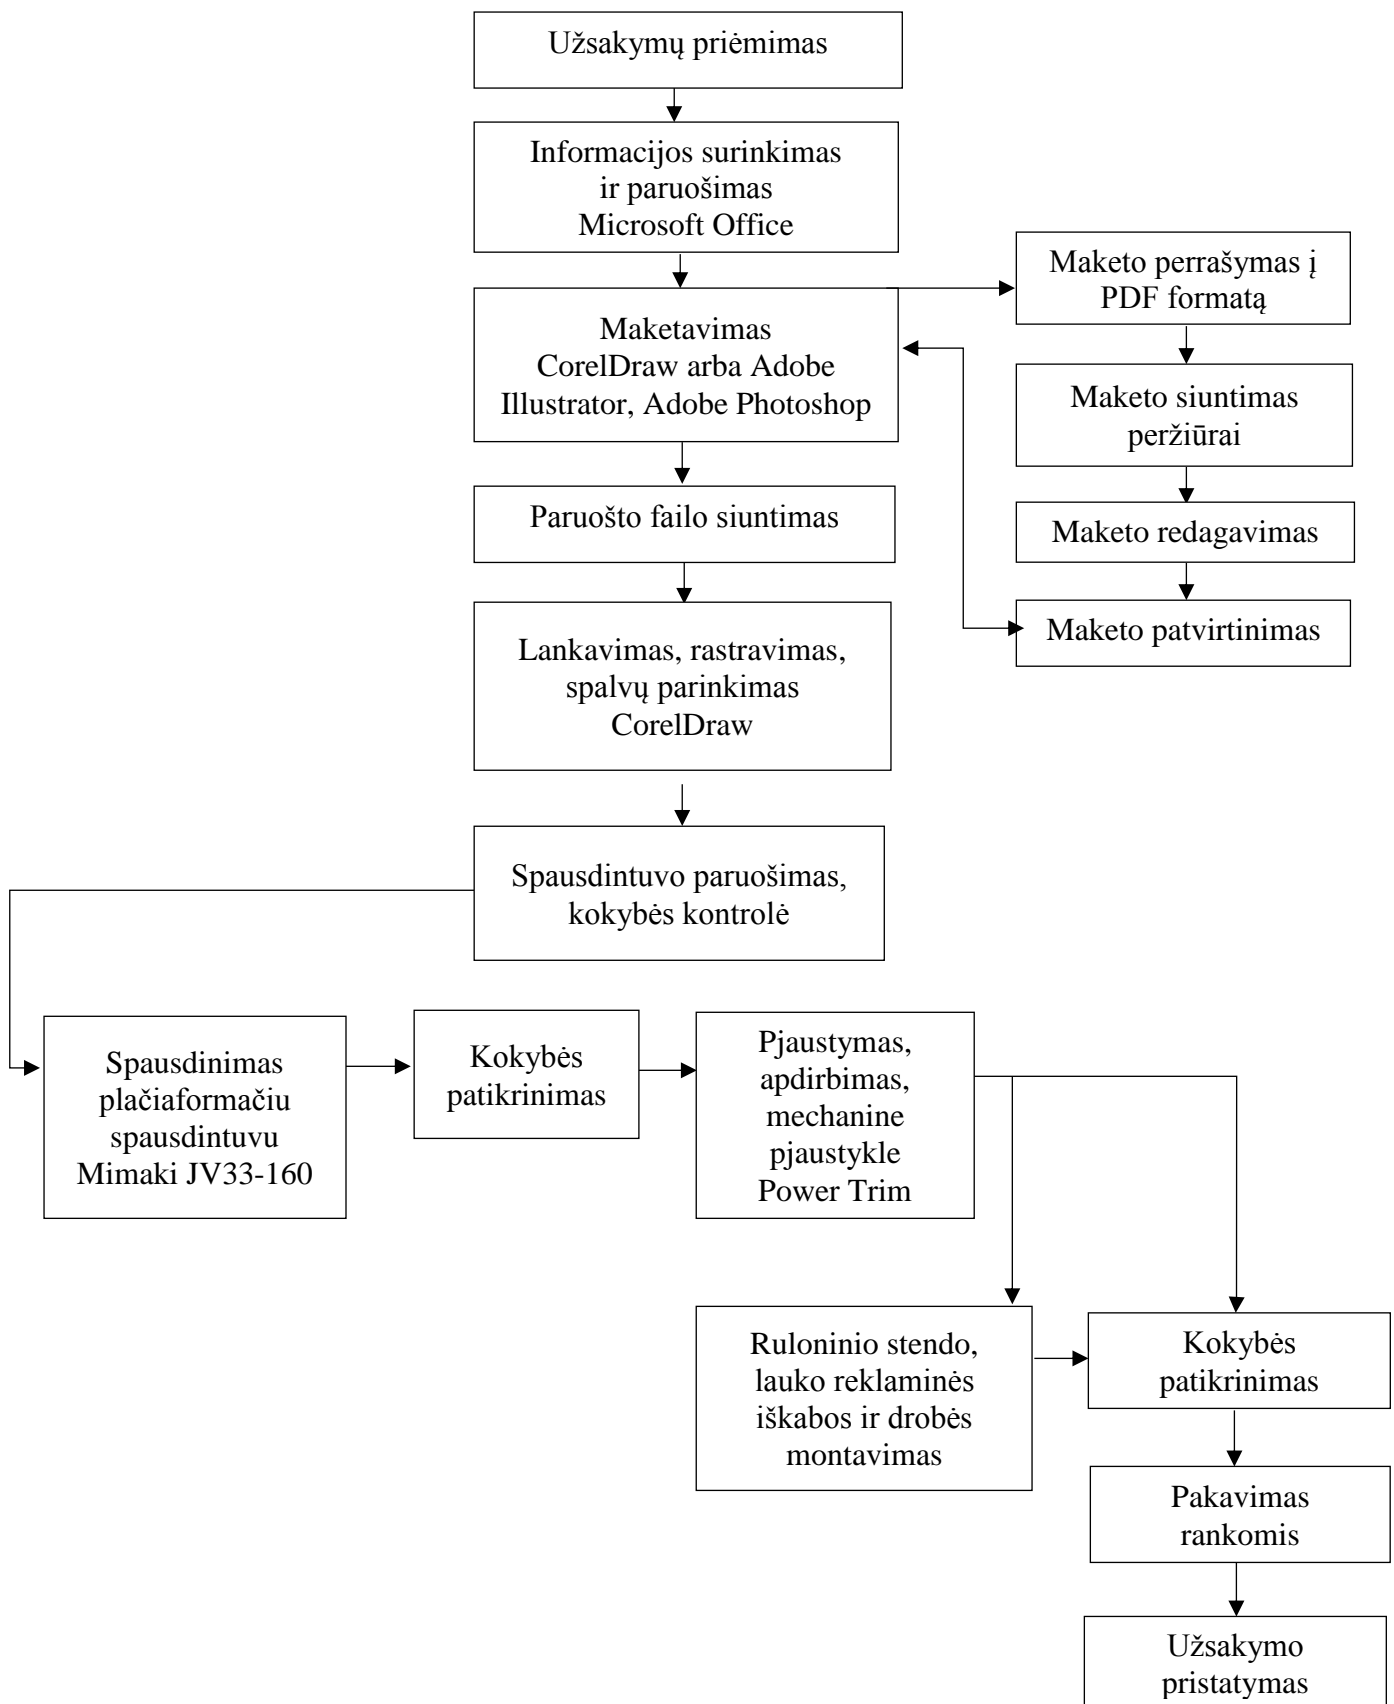 Užsakymų priėmimas
Informacijos surinkimas
ir paruošimas
Microsoft Office
Maketavimas
CorelDraw arba Adobe
Illustrator, Adobe Photoshop
Maketo perrašymas į
PDF formatą
Maketo siuntimas
peržiūrai
Maketo redagavimas
Maketo patvirtinimas
Paruošto failo siuntimas
Lankavimas, rastravimas,
spalvų parinkimas
CorelDraw
Spausdintuvo paruošimas,
kokybės kontrolė
Spausdinimas
plačiaformačiu
spausdintuvu
Mimaki JV33-160
Kokybės
patikrinimas
Pjaustymas,
apdirbimas,
mechanine
pjaustykle
Power Trim
Ruloninio stendo,
lauko reklaminės
iškabos ir drobės
montavimas
Kokybės
patikrinimas
Pakavimas
rankomis
Užsakymo
pristatymas